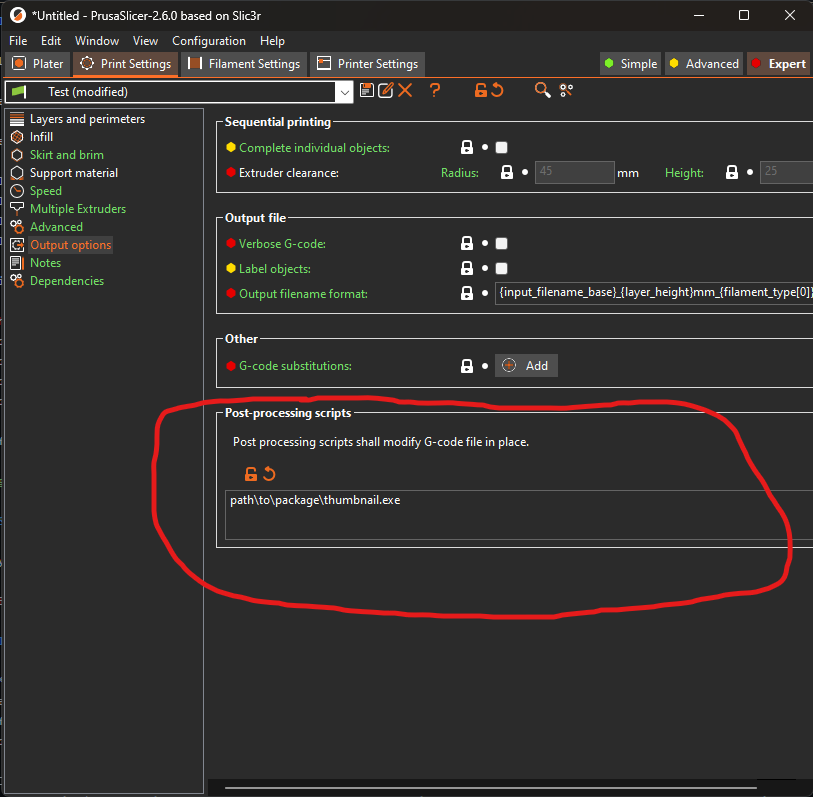 *Untitled - PrusaSlicer-2.6.0 based on Slic3r
File Edit Window View Configuration Help
Plater Print Settings Filament Settings Printer Settings Simple Advanced Expert
Test (modified)
Layers and perimeters
Infill
Skirt and brim
Support material
Speed
Multiple Extruders
Advanced
Output options
Notes
Dependencies
Sequential printing
Complete individual objects:
Extruder clearance: Radius: 45 mm Height: 25
Output file
Verbose G-code:
Label objects:
Output filename format: {input_filename_base}_{layer_height}mm_{filament_type[0]}
Other
G-code substitutions: Add
Post-processing scripts
Post processing scripts shall modify G-code file in place.
path\to\package\thumbnail.exe